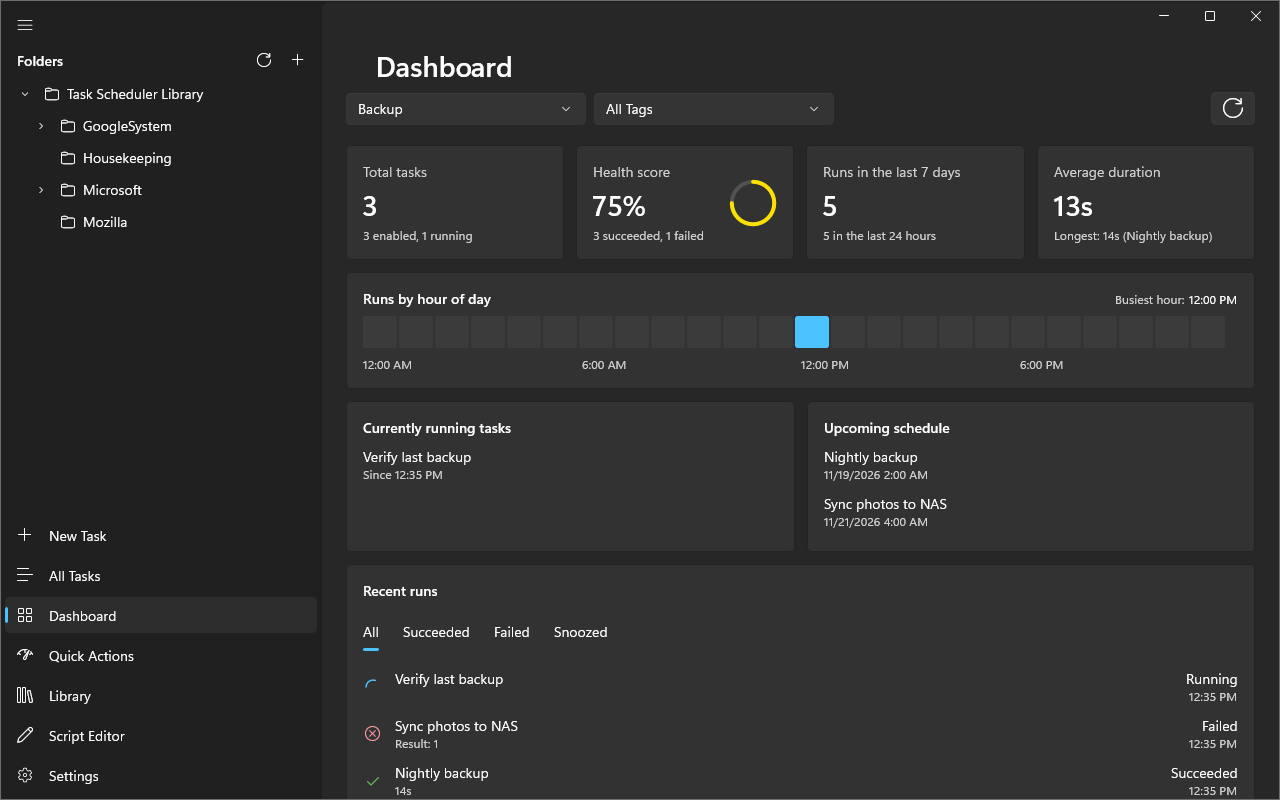 Folders
Task Scheduler Library
GoogleSystem
Housekeeping
Microsoft
Mozilla
New Task
All Tasks
Dashboard
Quick Actions
Library
Script Editor
Settings
Dashboard
Backup
All Tags
Total tasks
3
3 enabled, 1 running
Health score
75%
3 succeeded, 1 failed
Runs in the last 7 days
5
5 in the last 24 hours
Average duration
13s
Longest: 14s (Nightly backup)
Runs by hour of day
Busiest hour: 12:00 PM
12:00 AM
6:00 AM
12:00 PM
6:00 PM
Currently running tasks
Verify last backup
Since 12:35 PM
Upcoming schedule
Nightly backup
11/19/2026 2:00 AM
Sync photos to NAS
11/21/2026 4:00 AM
Recent runs
All Succeeded Failed Snoozed
Verify last backup
Running
12:35 PM
Sync photos to NAS
Result: 1
Failed
12:35 PM
Nightly backup
14s
Succeeded
12:35 PM